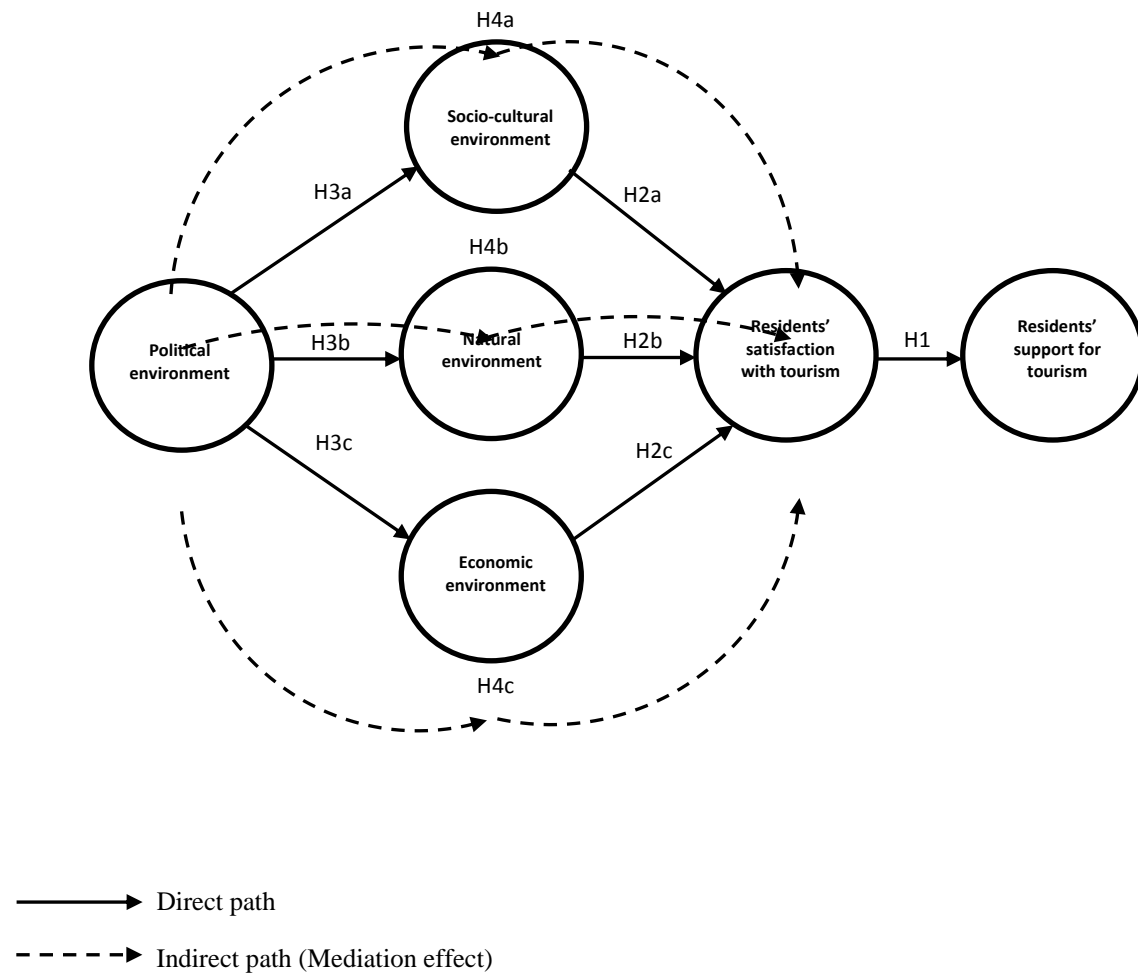 H4a
Socio-cultural
environment
H3a
H2a
H4b
Political
environment
H3b
Natural
environment
H2b
Residents’
satisfaction
with tourism
H1
Residents’
support for
tourism
H3c
H2c
Economic
environment
H4c
Direct path
Indirect path (Mediation effect)